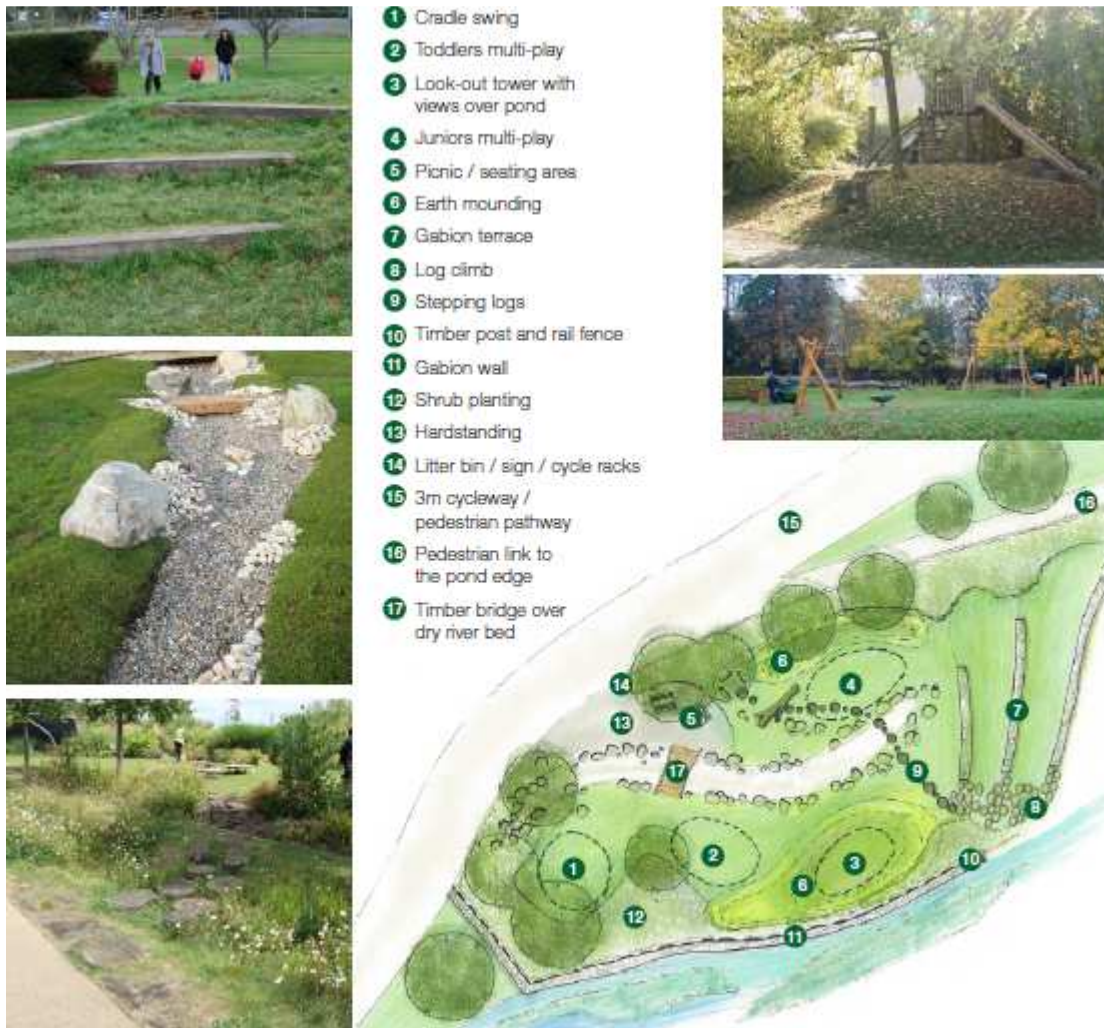 1 Cradle swing
2 Toddlers multi-play
3 Look-out tower with
views over pond
4 Juniors multi-play
5 Picnic / seating area
6 Earth mounding
7 Gabion terrace
8 Log climb
9 Stepping logs
10 Timber post and rail fence
11 Gabion wall
12 Shrub planting
13 Hardstanding
14 Litter bin / sign / cycle racks
15 3m cycleway /
pedestrian pathway
16 Pedestrian link to
the pond edge
17 Timber bridge over
dry river bed
15
16
6
4
14
5
13
7
17
9
8
10
1
2
3
6
12
11